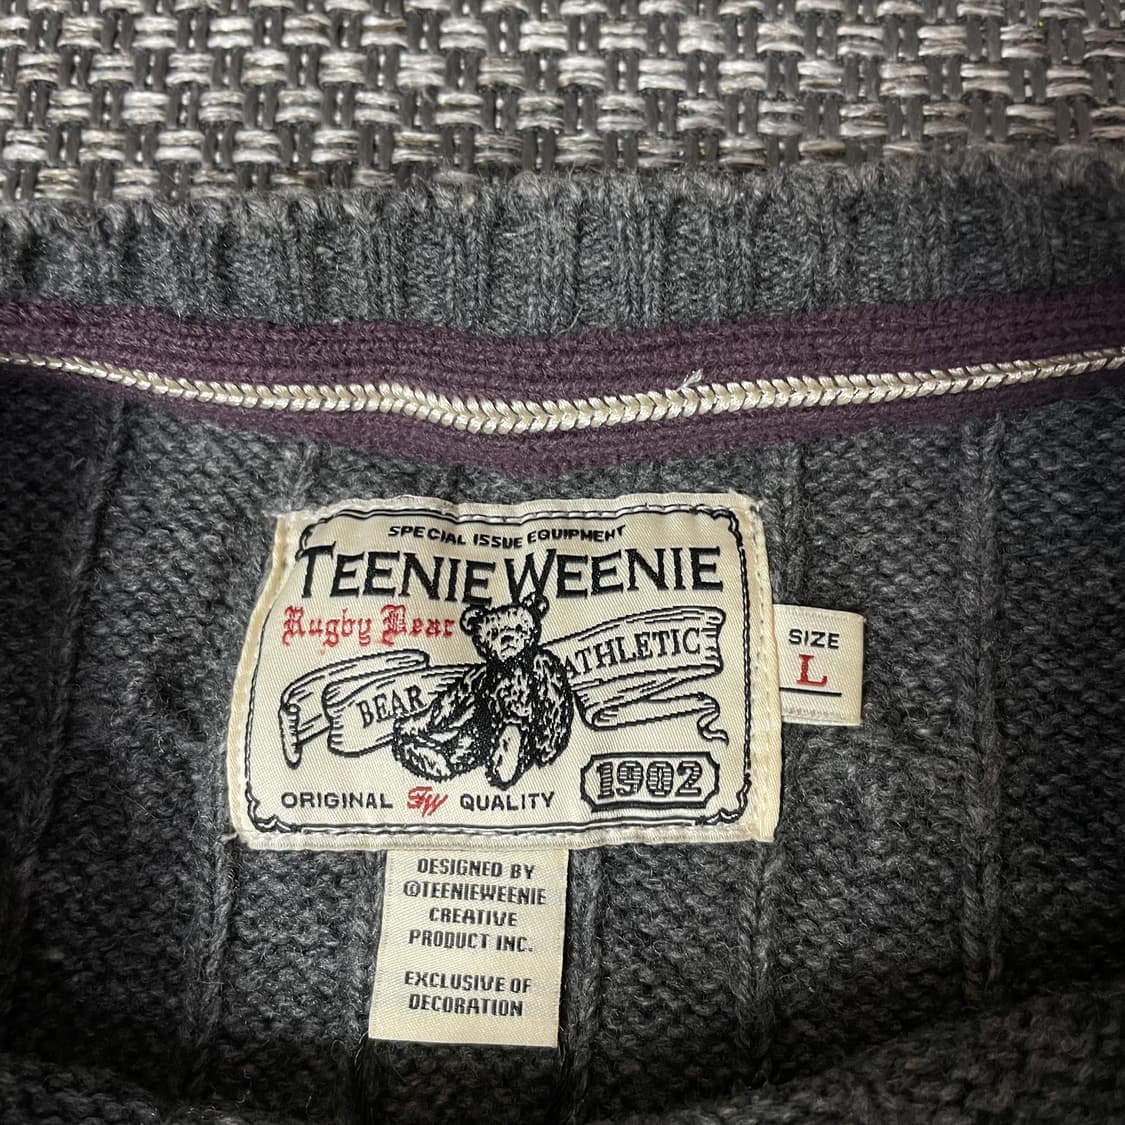 SPECIAL ISSUE EQUIPMENT
TEENIE WEENIE
Rugby Bear
BEAR ATHLETIC
1902
ORIGINAL TW QUALITY
SIZE
L
DESIGNED BY
©TEENIEWEENIE
CREATIVE
PRODUCT INC.
EXCLUSIVE OF
DECORATION